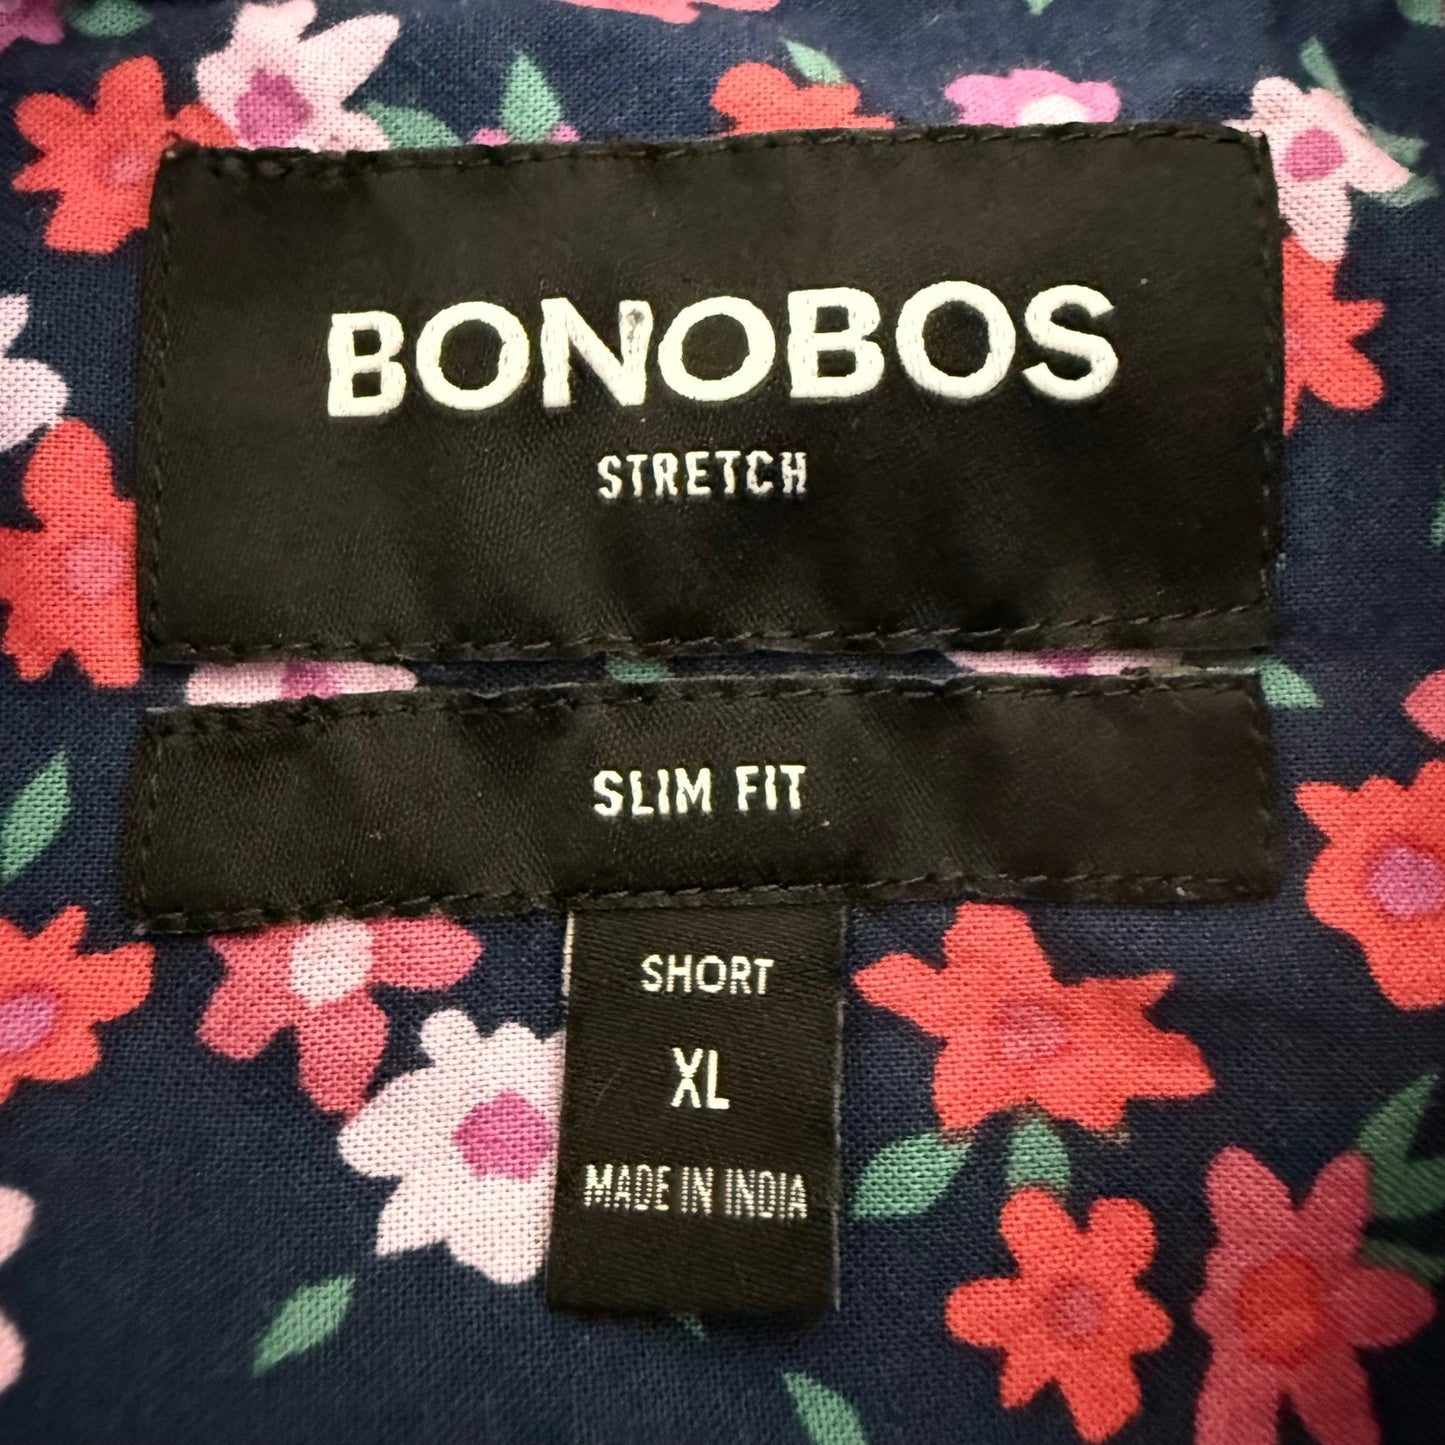 BONOBOS
STRETCH
SLIM FIT
SHORT
XL
MADE IN INDIA